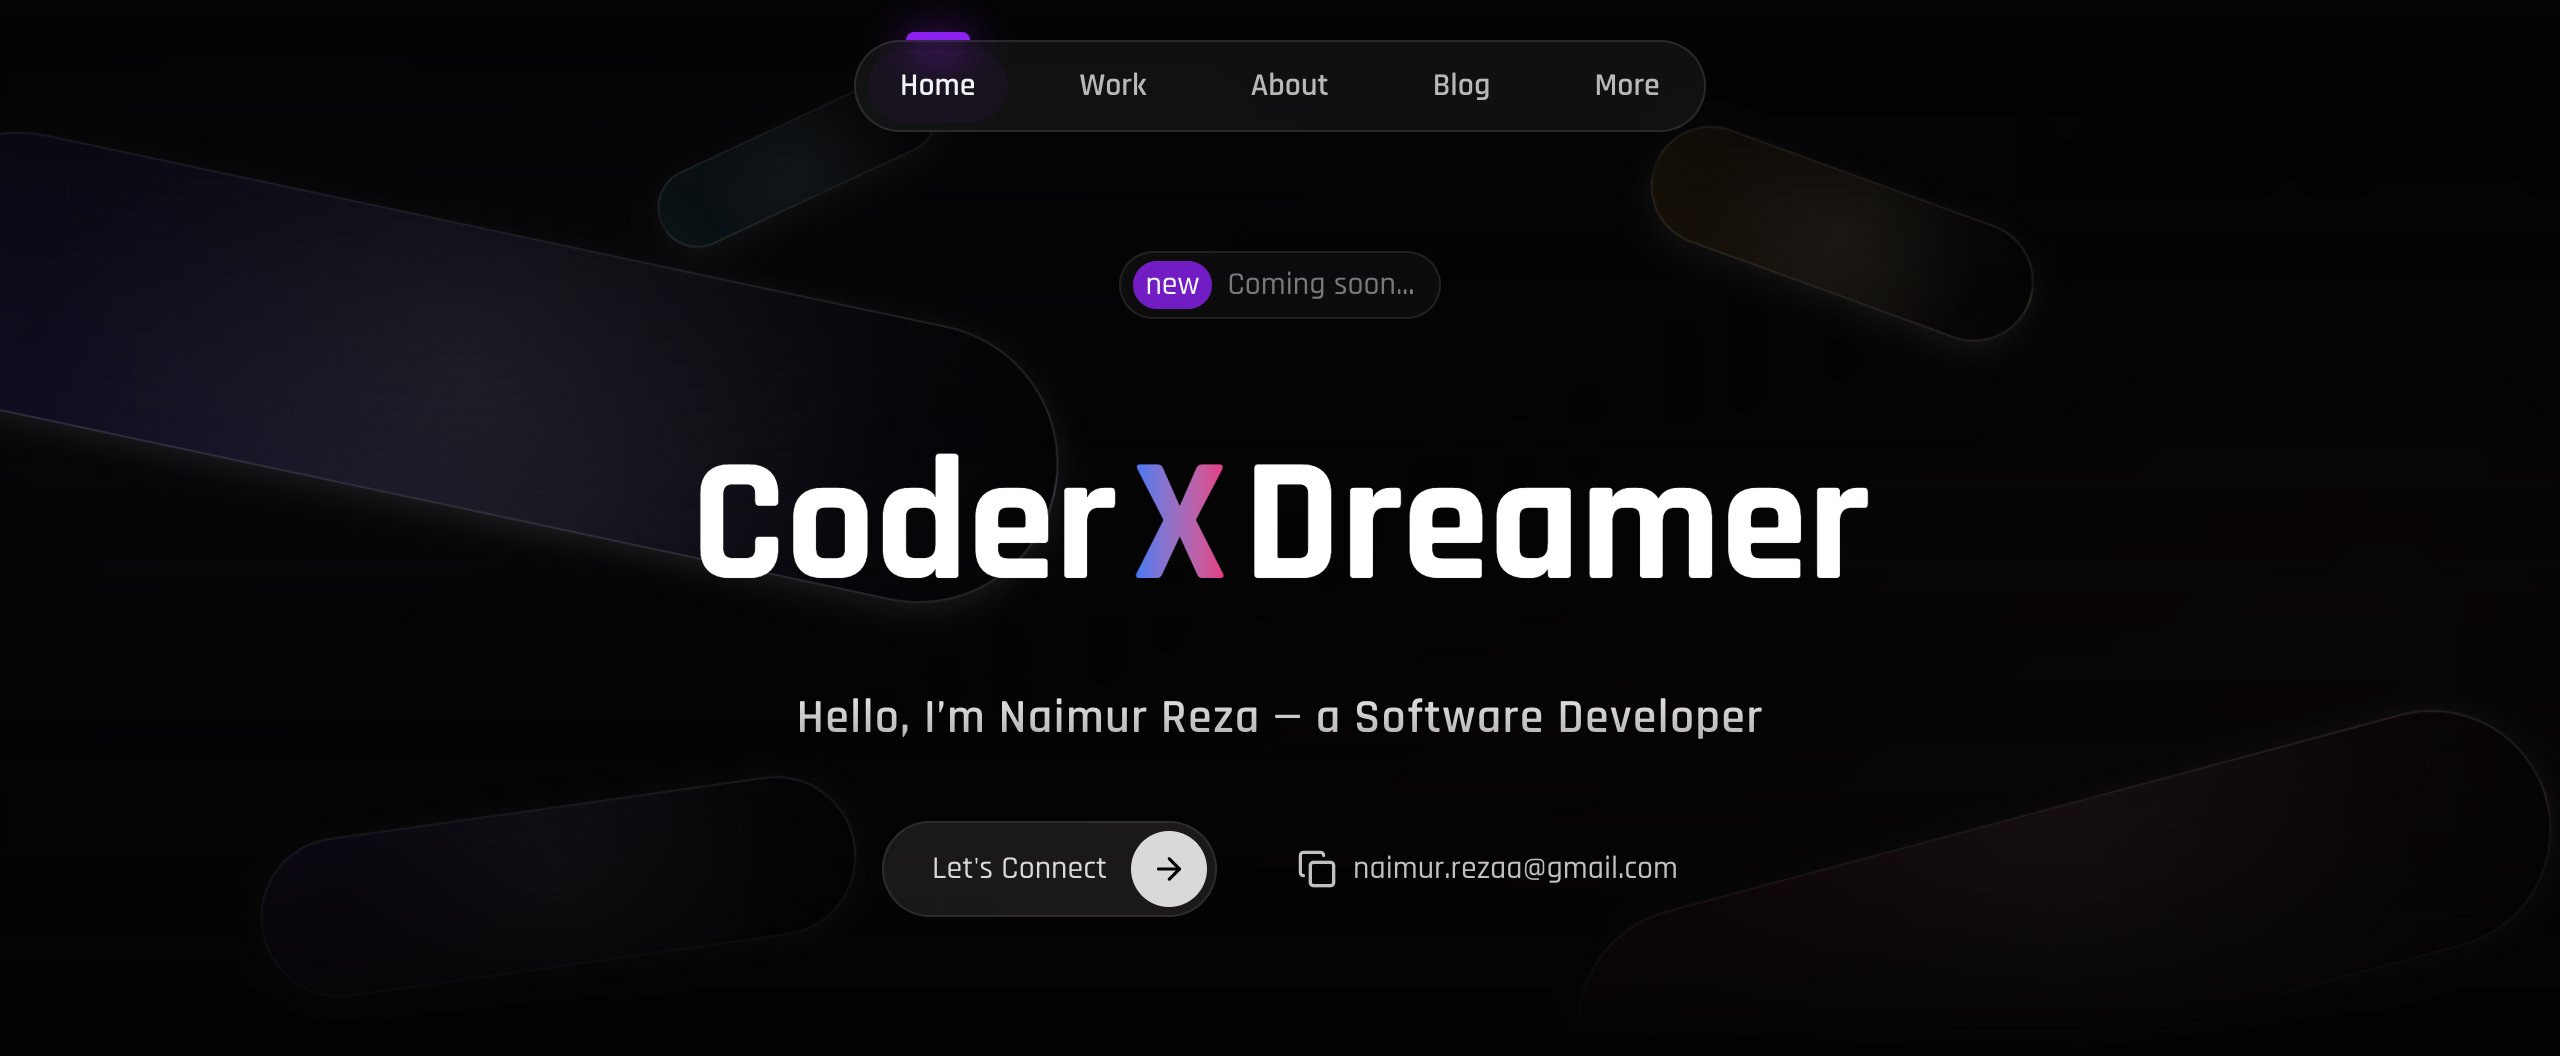 Home Work About Blog More
new Coming soon...
Coder X Dreamer
Hello, I'm Naimur Reza — a Software Developer
Let's Connect naimur.rezaa@gmail.com